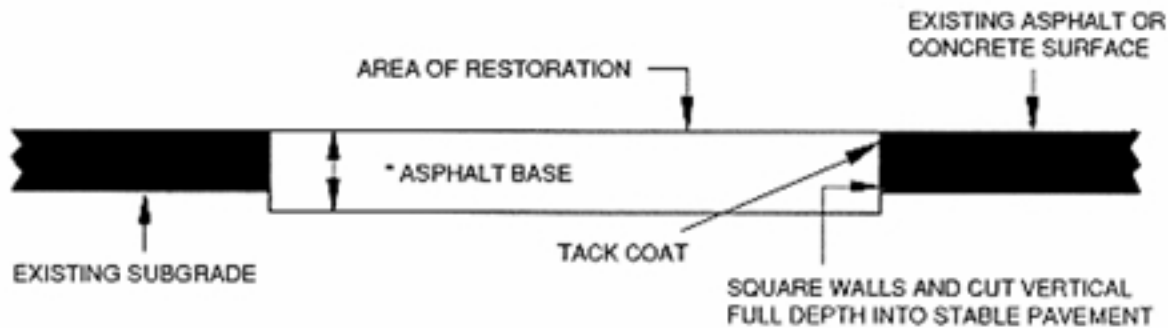 EXISTING ASPHALT OR
CONCRETE SURFACE
AREA OF RESTORATION
* ASPHALT BASE
TACK COAT
EXISTING SUBGRADE
SQUARE WALLS AND CUT VERTICAL
FULL DEPTH INTO STABLE PAVEMENT